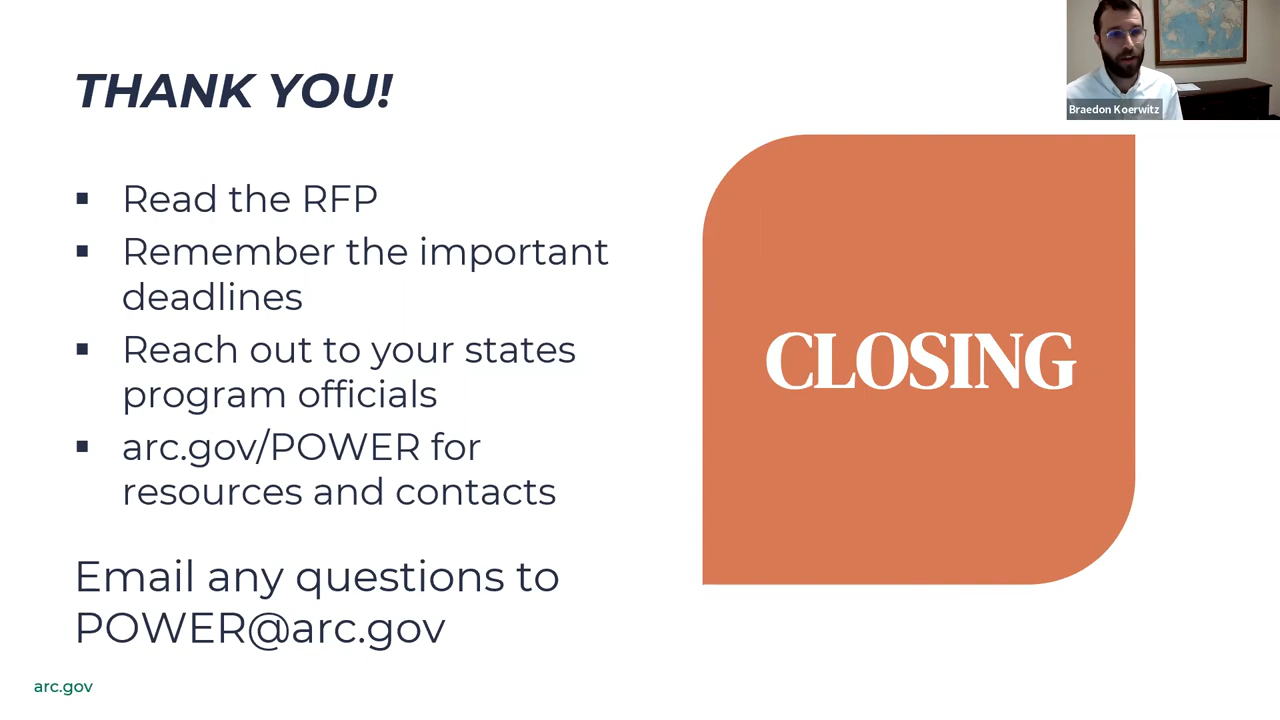 THANK YOU!
▪ Read the RFP
▪ Remember the important
deadlines
▪ Reach out to your states
program officials
▪ arc.gov/POWER for
resources and contacts
Email any questions to
POWER@arc.gov
arc.gov
CLOSING
Braedon Koerwitz